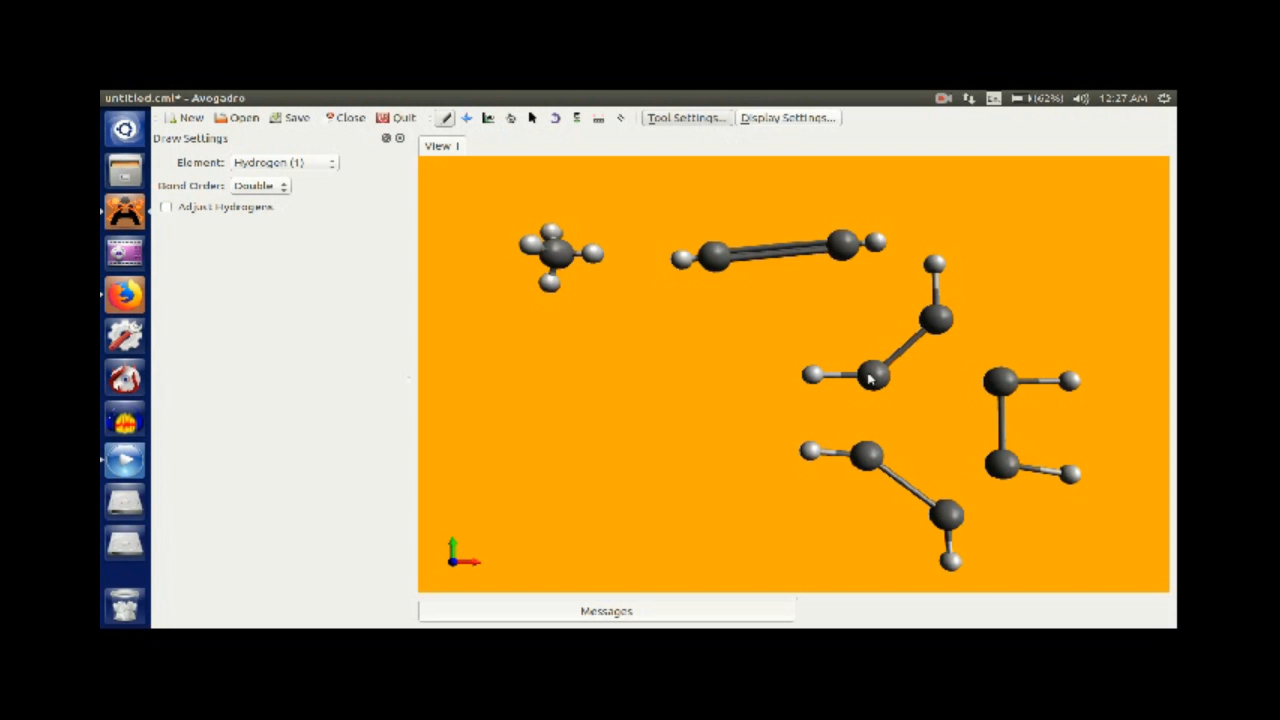 untitled.cml* - Avogadro
(62%) 12:27 AM
New Open Save Close Quit Tool Settings... Display Settings...
Draw Settings
View 1
Element: Hydrogen (1)
Bond Order: Double
Adjust Hydrogens
Messages